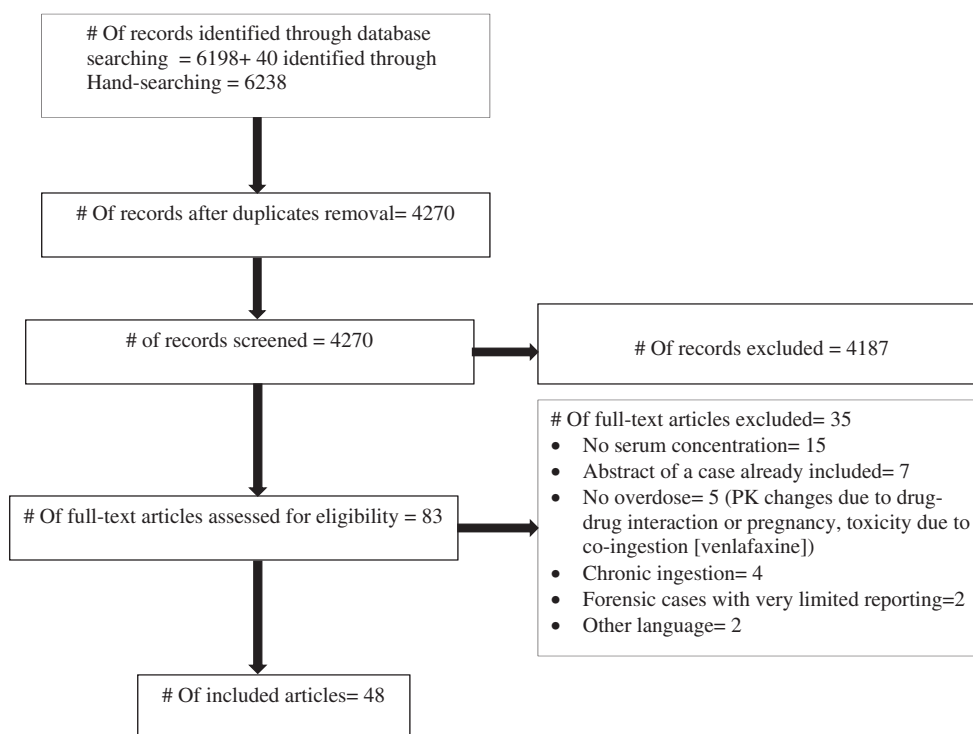 # Of records identified through database
searching = 6198+ 40 identified through
Hand-searching = 6238
# Of records after duplicates removal= 4270
# of records screened = 4270
# Of records excluded = 4187
# Of full-text articles assessed for eligibility = 83
# Of full-text articles excluded= 35
• No serum concentration= 15
• Abstract of a case already included= 7
• No overdose= 5 (PK changes due to drug-
drug interaction or pregnancy, toxicity due to
co-ingestion [venlafaxine])
• Chronic ingestion= 4
• Forensic cases with very limited reporting=2
• Other language= 2
# Of included articles= 48